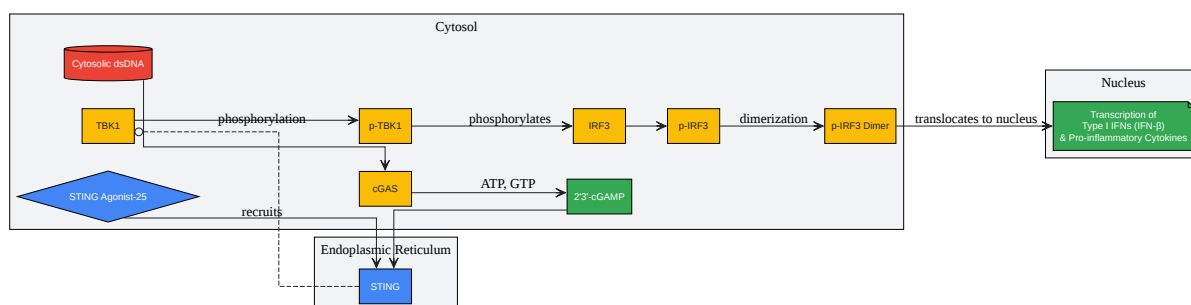 Cytosol
Cytosolic dsDNA
Nucleus
TBK1
phosphorylation
p-TBK1
phosphorylates
IRF3
p-IRF3
dimerization
p-IRF3 Dimer
translocates to nucleus
Transcription of
Type I IFNs (IFN-β)
& Pro-inflammatory Cytokines
cGAS
ATP, GTP
2'3'-cGAMP
STING Agonist-25
recruits
Endoplasmic Reticulum
STING